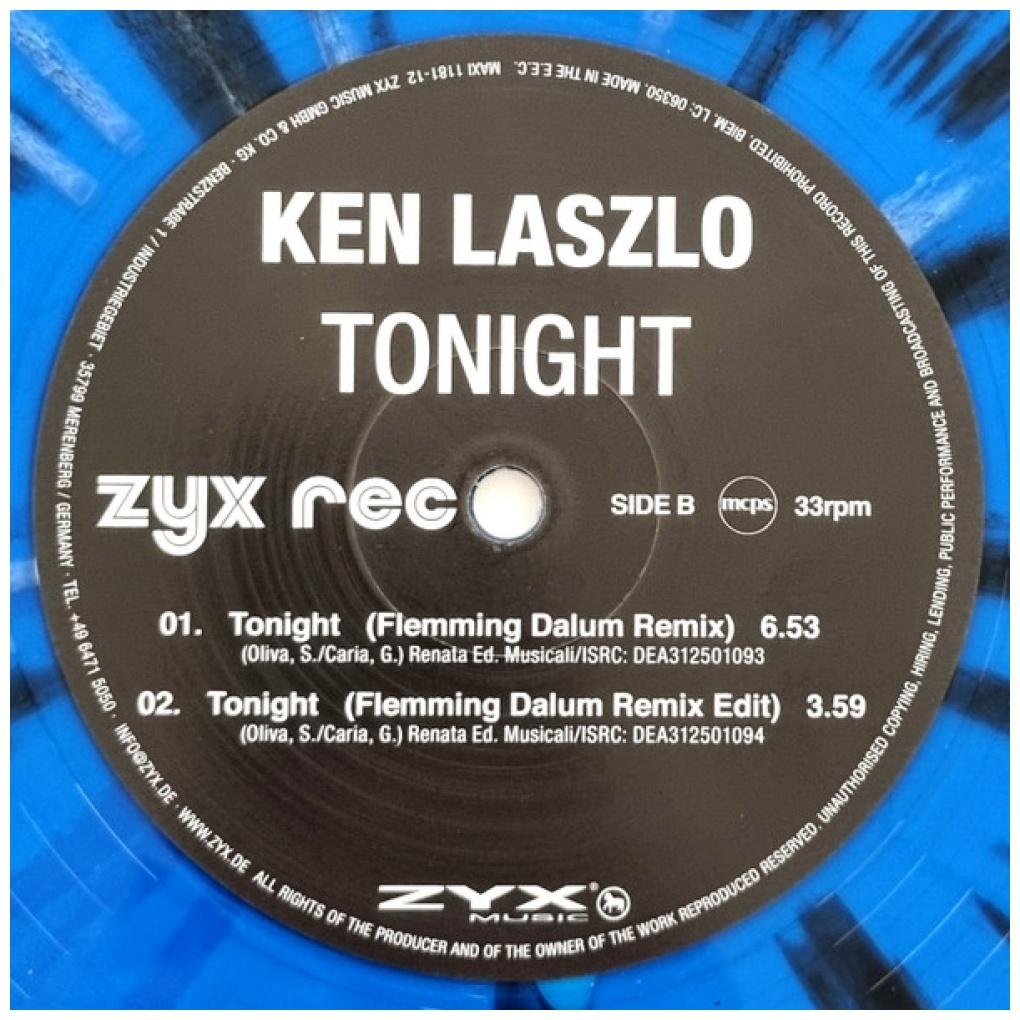 KEN LASZLO
TONIGHT
zyx rec
SIDE B mcps 33rpm
01. Tonight (Flemming Dalum Remix) 6.53
(Oliva, S./Caria, G.) Renata Ed. Musicali/ISRC: DEA312501093
02. Tonight (Flemming Dalum Remix Edit) 3.59
(Oliva, S./Caria, G.) Renata Ed. Musicali/ISRC: DEA312501094
ZYX®
MUSIC
ALL RIGHTS OF THE PRODUCER AND OF THE OWNER OF THE WORK REPRODUCED RESERVED. UNAUTHORISED COPYING, HIRING, LENDING, PUBLIC PERFORMANCE AND BROADCASTING OF THIS RECORD PROHIBITED. BIEM. LC: 06350. MADE IN THE E.E.C. MAXI 1181-12 ZYX MUSIC GMBH & CO. KG · BENZSTRAßE 1 / INDUSTRIEGEBIET · 35799 MERENBERG / GERMANY · TEL. +49 6471 5050 · INFO@ZYX.DE · WWW.ZYX.DE